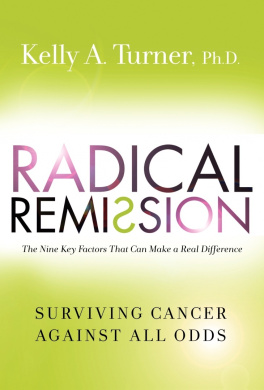 Kelly A. Turner, Ph.D.
RADICAL
REMISSION
The Nine Key Factors That Can Make a Real Difference
SURVIVING CANCER
AGAINST ALL ODDS